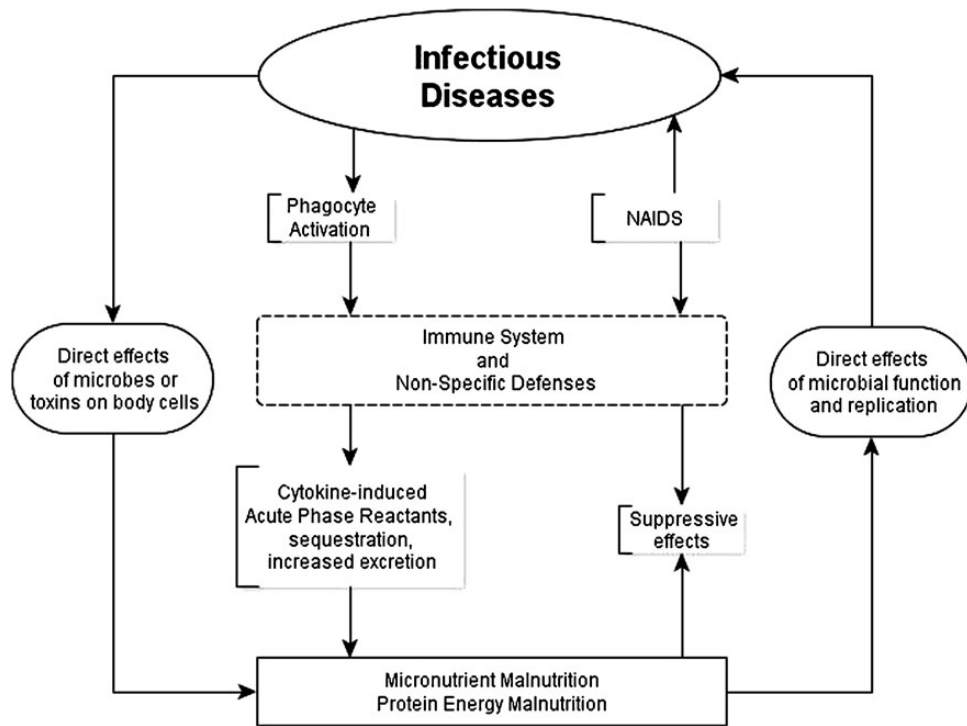 Infectious
Diseases
Phagocyte
Activation
NAIDS
Immune System
and
Non-Specific Defenses
Direct effects
of microbes or
toxins on body cells
Direct effects
of microbial function
and replication
Cytokine-induced
Acute Phase Reactants,
sequestration,
increased excretion
Suppressive
effects
Micronutrient Malnutrition
Protein Energy Malnutrition